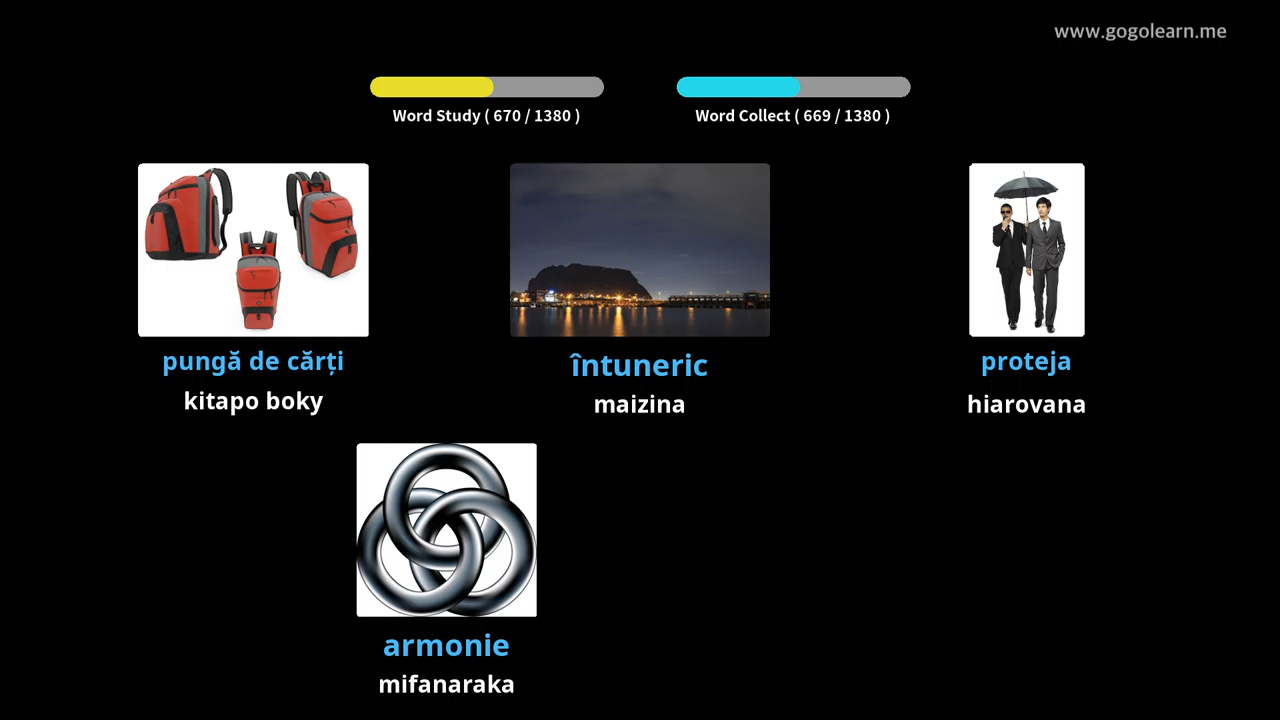 www.gogolearn.me
Word Study ( 670 / 1380 )
Word Collect ( 669 / 1380 )
pungă de cărți
întuneric
proteja
kitapo boky
maizina
hiarovana
armonie
mifanaraka